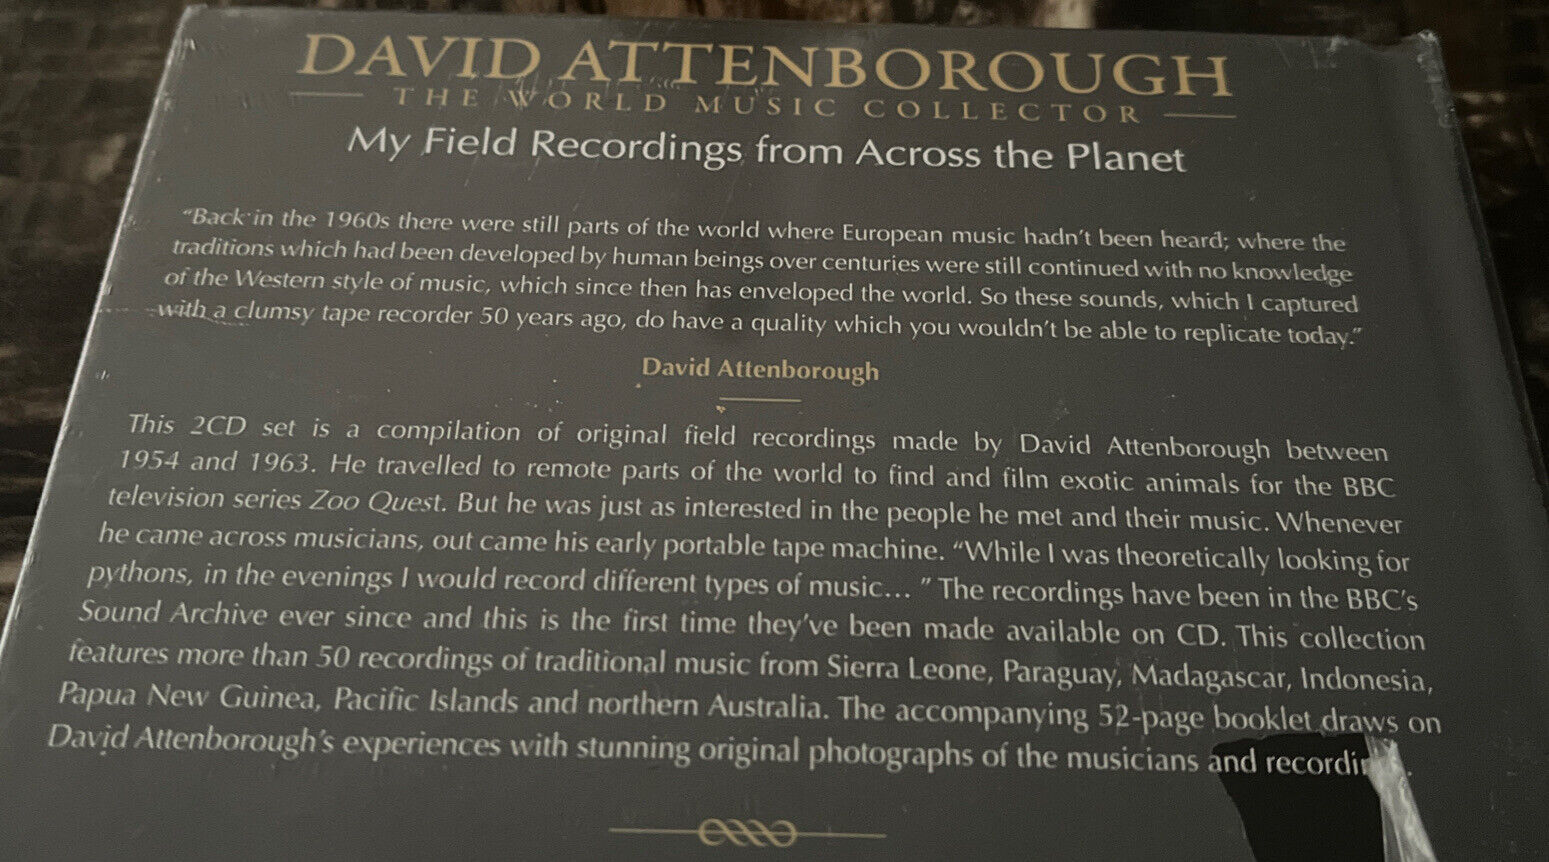 DAVID ATTENBOROUGH
THE WORLD MUSIC COLLECTOR
My Field Recordings from Across the Planet
“Back in the 1960s there were still parts of the world where European music hadn’t been heard; where the
traditions which had been developed by human beings over centuries were still continued with no knowledge
of the Western style of music, which since then has enveloped the world. So these sounds, which I captured
with a clumsy tape recorder 50 years ago, do have a quality which you wouldn’t be able to replicate today.”
David Attenborough
This 2CD set is a compilation of original field recordings made by David Attenborough between
1954 and 1963. He travelled to remote parts of the world to find and film exotic animals for the BBC
television series Zoo Quest. But he was just as interested in the people he met and their music. Whenever
he came across musicians, out came his early portable tape machine. “While I was theoretically looking for
pythons, in the evenings I would record different types of music... ” The recordings have been in the BBC’s
Sound Archive ever since and this is the first time they’ve been made available on CD. This collection
features more than 50 recordings of traditional music from Sierra Leone, Paraguay, Madagascar, Indonesia,
Papua New Guinea, Pacific Islands and northern Australia. The accompanying 52-page booklet draws on
David Attenborough’s experiences with stunning original photographs of the musicians and